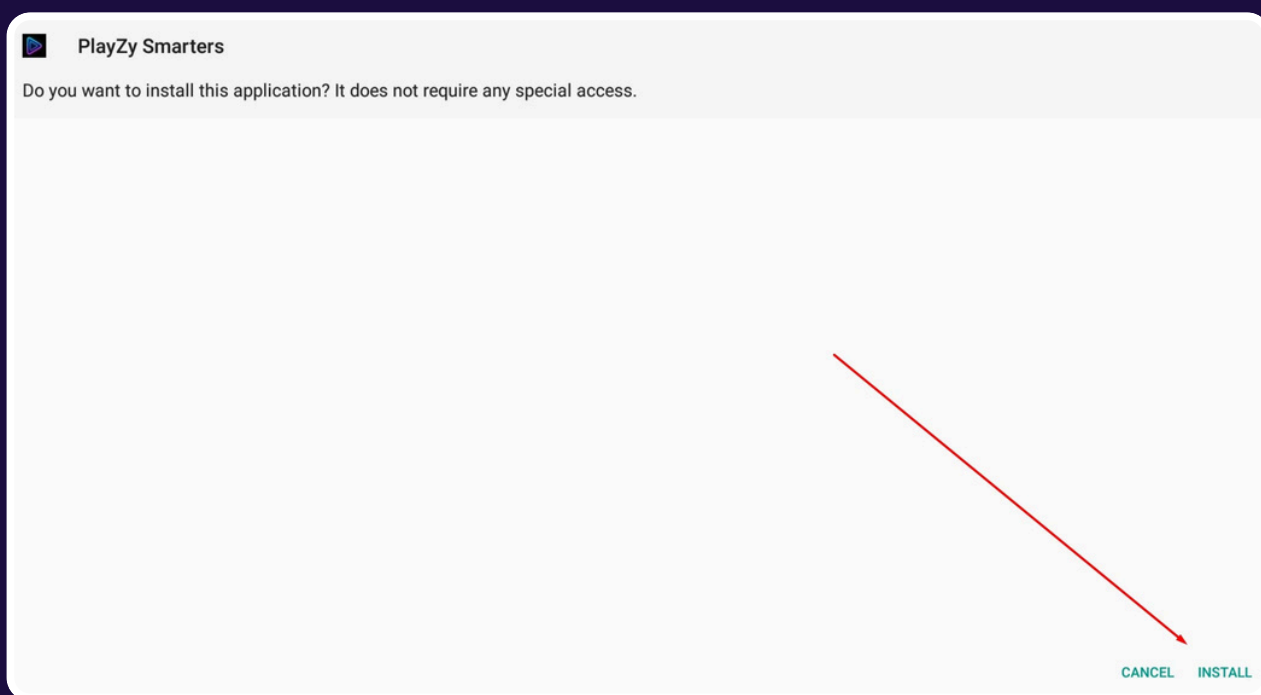 PlayZy Smarters
Do you want to install this application? It does not require any special access.
CANCEL INSTALL